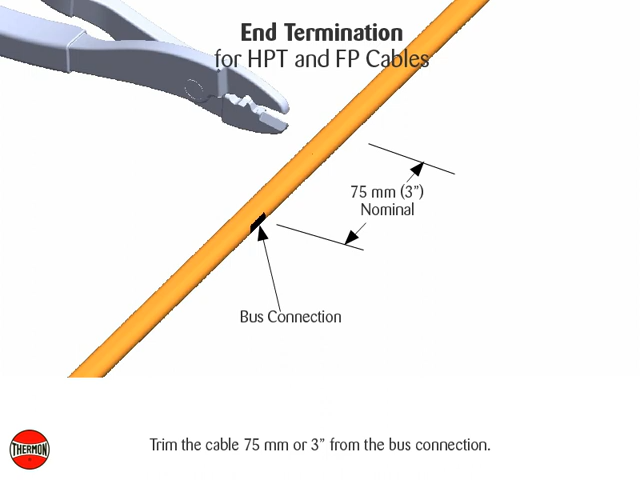 End Termination
for HPT and FP Cables
75 mm (3”)
Nominal
Bus Connection
THERMON
Trim the cable 75 mm or 3” from the bus connection.